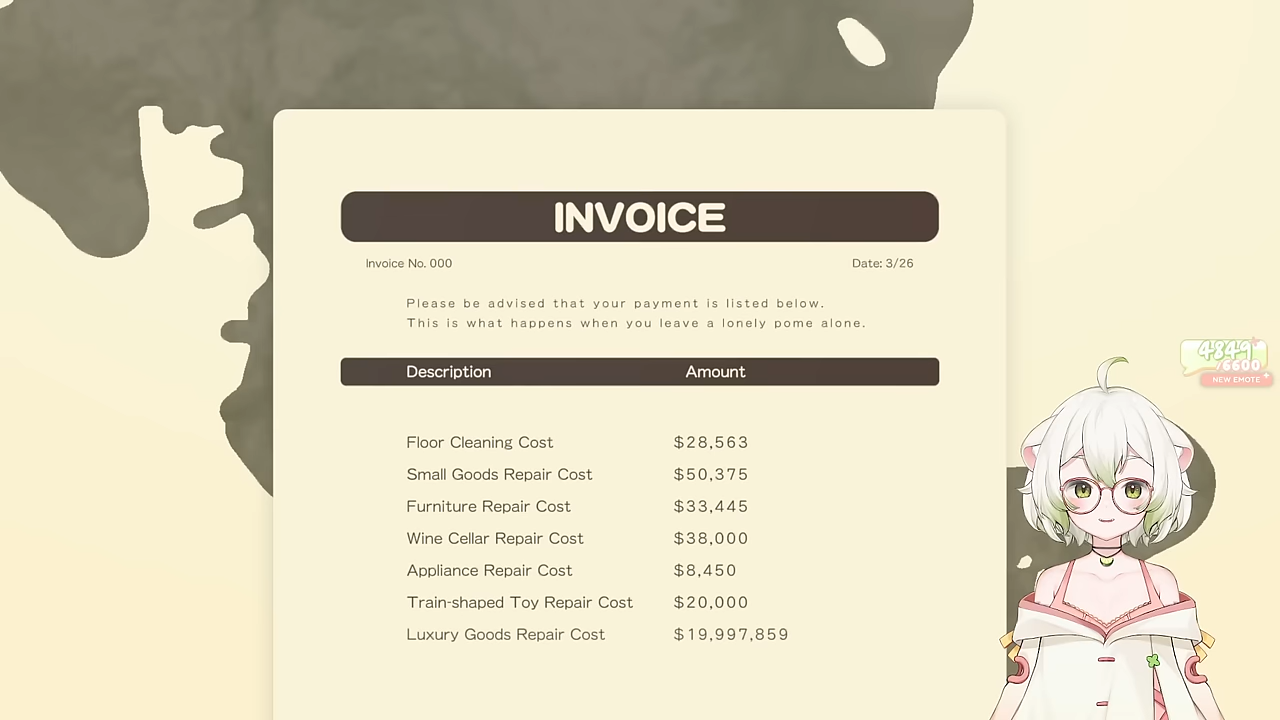 INVOICE
Invoice No. 000 Date: 3/26
Please be advised that your payment is listed below.
This is what happens when you leave a lonely pome alone.
Description Amount
Floor Cleaning Cost $28,563
Small Goods Repair Cost $50,375
Furniture Repair Cost $33,445
Wine Cellar Repair Cost $38,000
Appliance Repair Cost $8,450
Train-shaped Toy Repair Cost $20,000
Luxury Goods Repair Cost $19,997,859
4849
/6600
NEW EMOTE